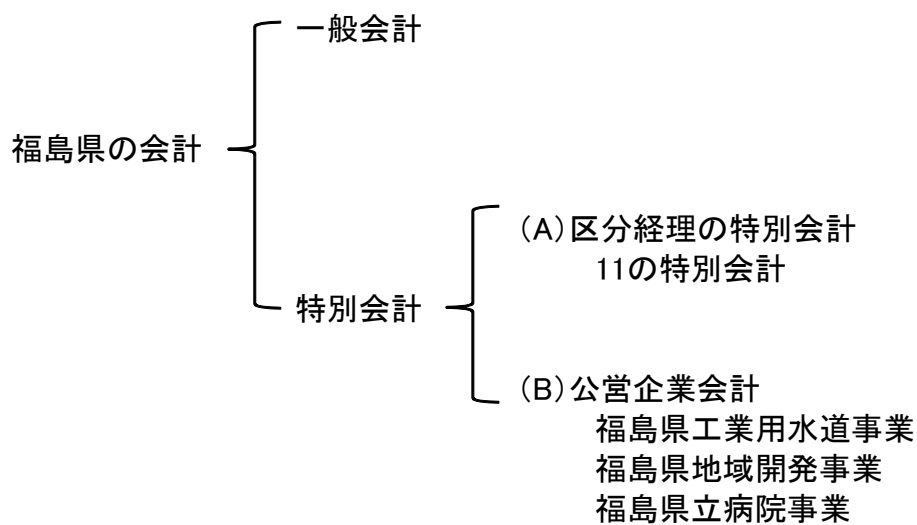 一般会計
福島県の会計
特別会計
(A)区分経理の特別会計
11の特別会計
(B)公営企業会計
福島県工業用水道事業
福島県地域開発事業
福島県立病院事業